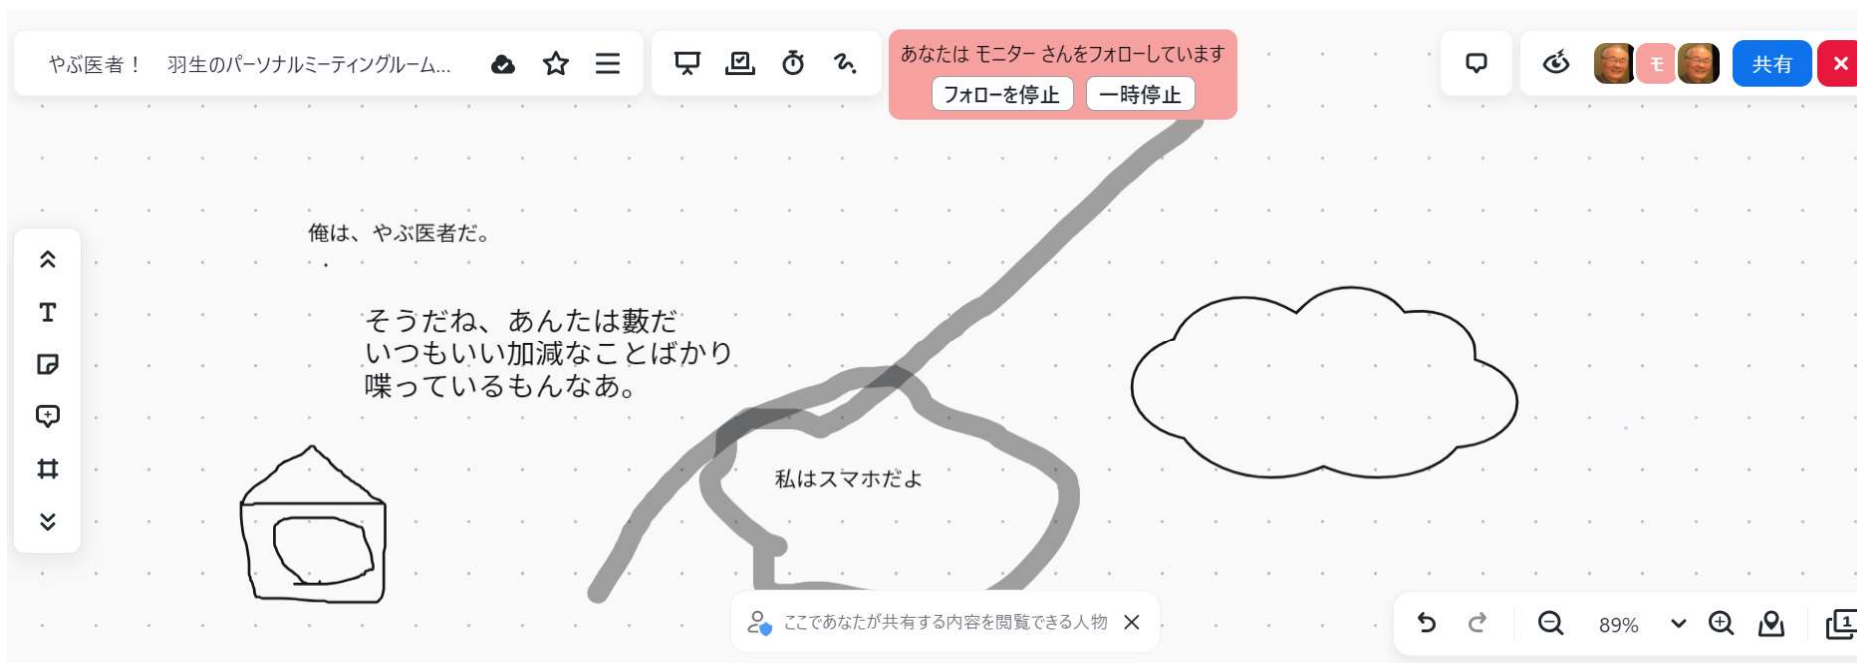 やぶ医者！ 羽生のパーソナルミーティングルーム...
あなたは モニター さんをフォローしています
フォローを停止 一時停止
モ
共有
俺は、やぶ医者だ。
そうだね、あんたは藪だ
いつもいい加減なことばかり
喋っているもんなあ。
私はスマホだよ
ここであなたが共有する内容を閲覧できる人物
89%
1